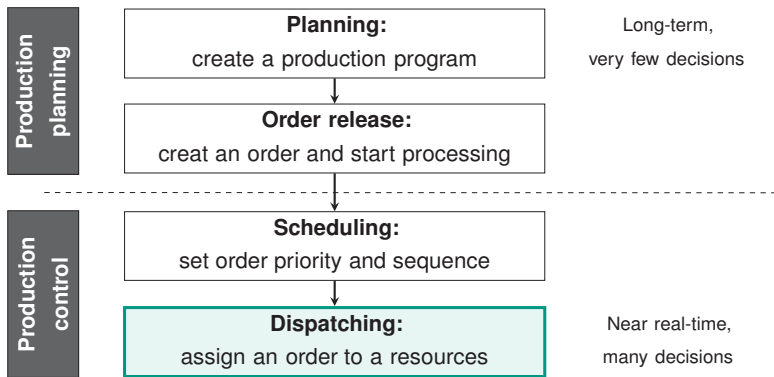 Production
planning
Planning:
create a production program
Long-term,
very few decisions
Order release:
creat an order and start processing
Production
control
Scheduling:
set order priority and sequence
Dispatching:
assign an order to a resources
Near real-time,
many decisions